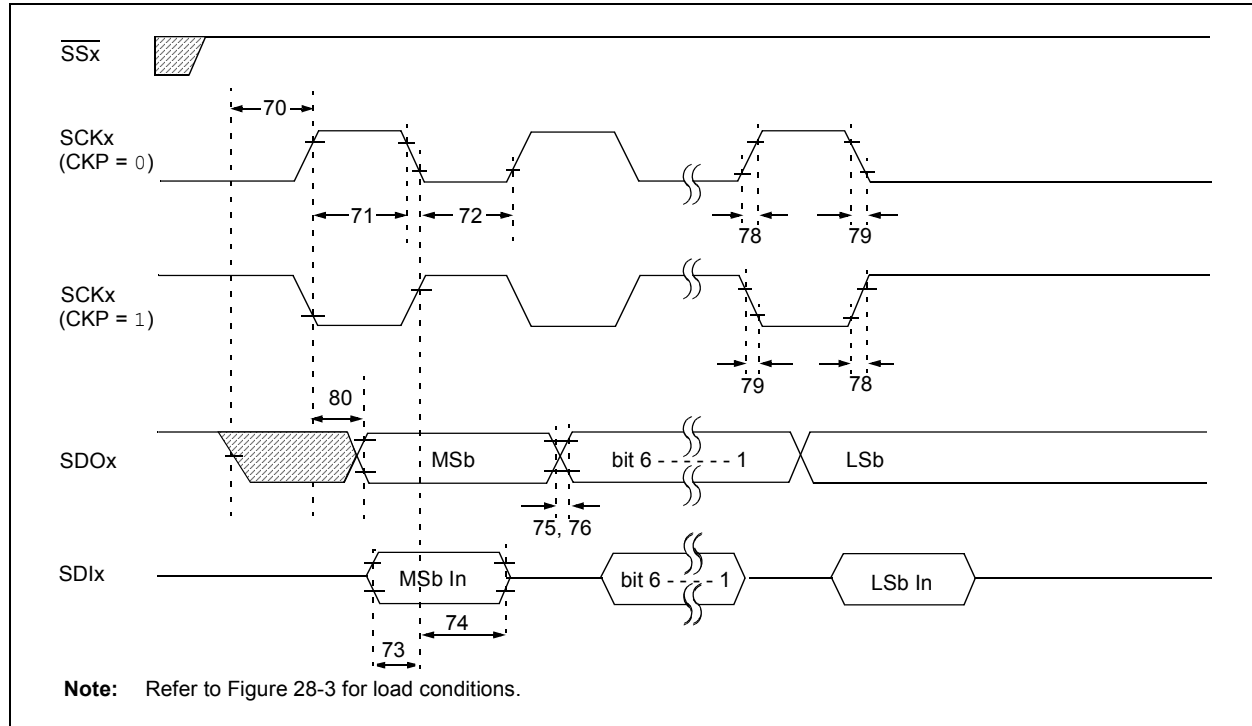 SSx
70
SCKx
(CKP = 0)
71
72
78
79
SCKx
(CKP = 1)
79
78
80
SDOx
MSb
bit 6 - - - - - - 1
LSb
75, 76
SDIx
MSb In
bit 6 - - - - - 1
LSb In
74
73
Note: Refer to Figure 28-3 for load conditions.